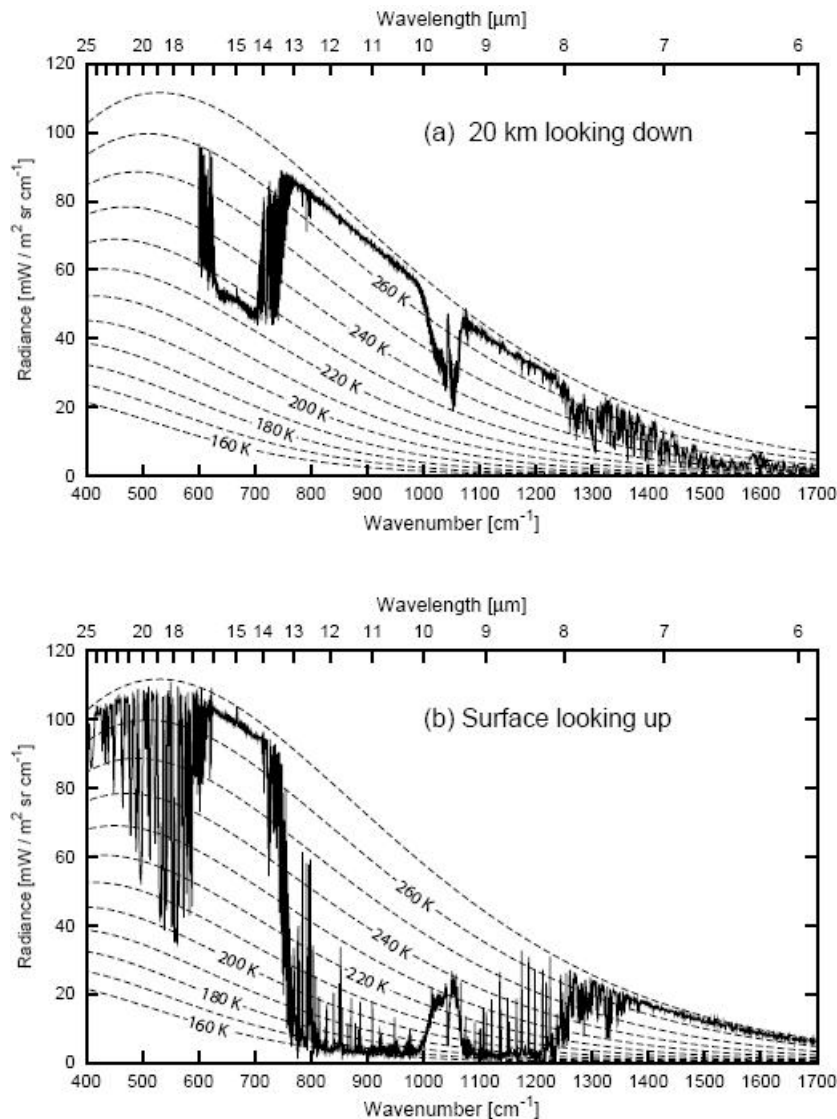 Wavelength [μm]
25 20 18 16 15 14 13 12 11 10 9 8 7 6
120
100
80
60
40
20
0
Radiance [mW / m² sr cm⁻¹]
(a) 20 km looking down
260 K
240 K
220 K
200 K
180 K
160 K
400 500 600 700 800 900 1000 1100 1200 1300 1400 1500 1600 1700
Wavenumber [cm⁻¹]
Wavelength [μm]
25 20 18 16 15 14 13 12 11 10 9 8 7 6
120
100
80
60
40
20
0
Radiance [mW / m² sr cm⁻¹]
(b) Surface looking up
260 K
240 K
220 K
200 K
180 K
160 K
400 500 600 700 800 900 1000 1100 1200 1300 1400 1500 1600 1700
Wavenumber [cm⁻¹]